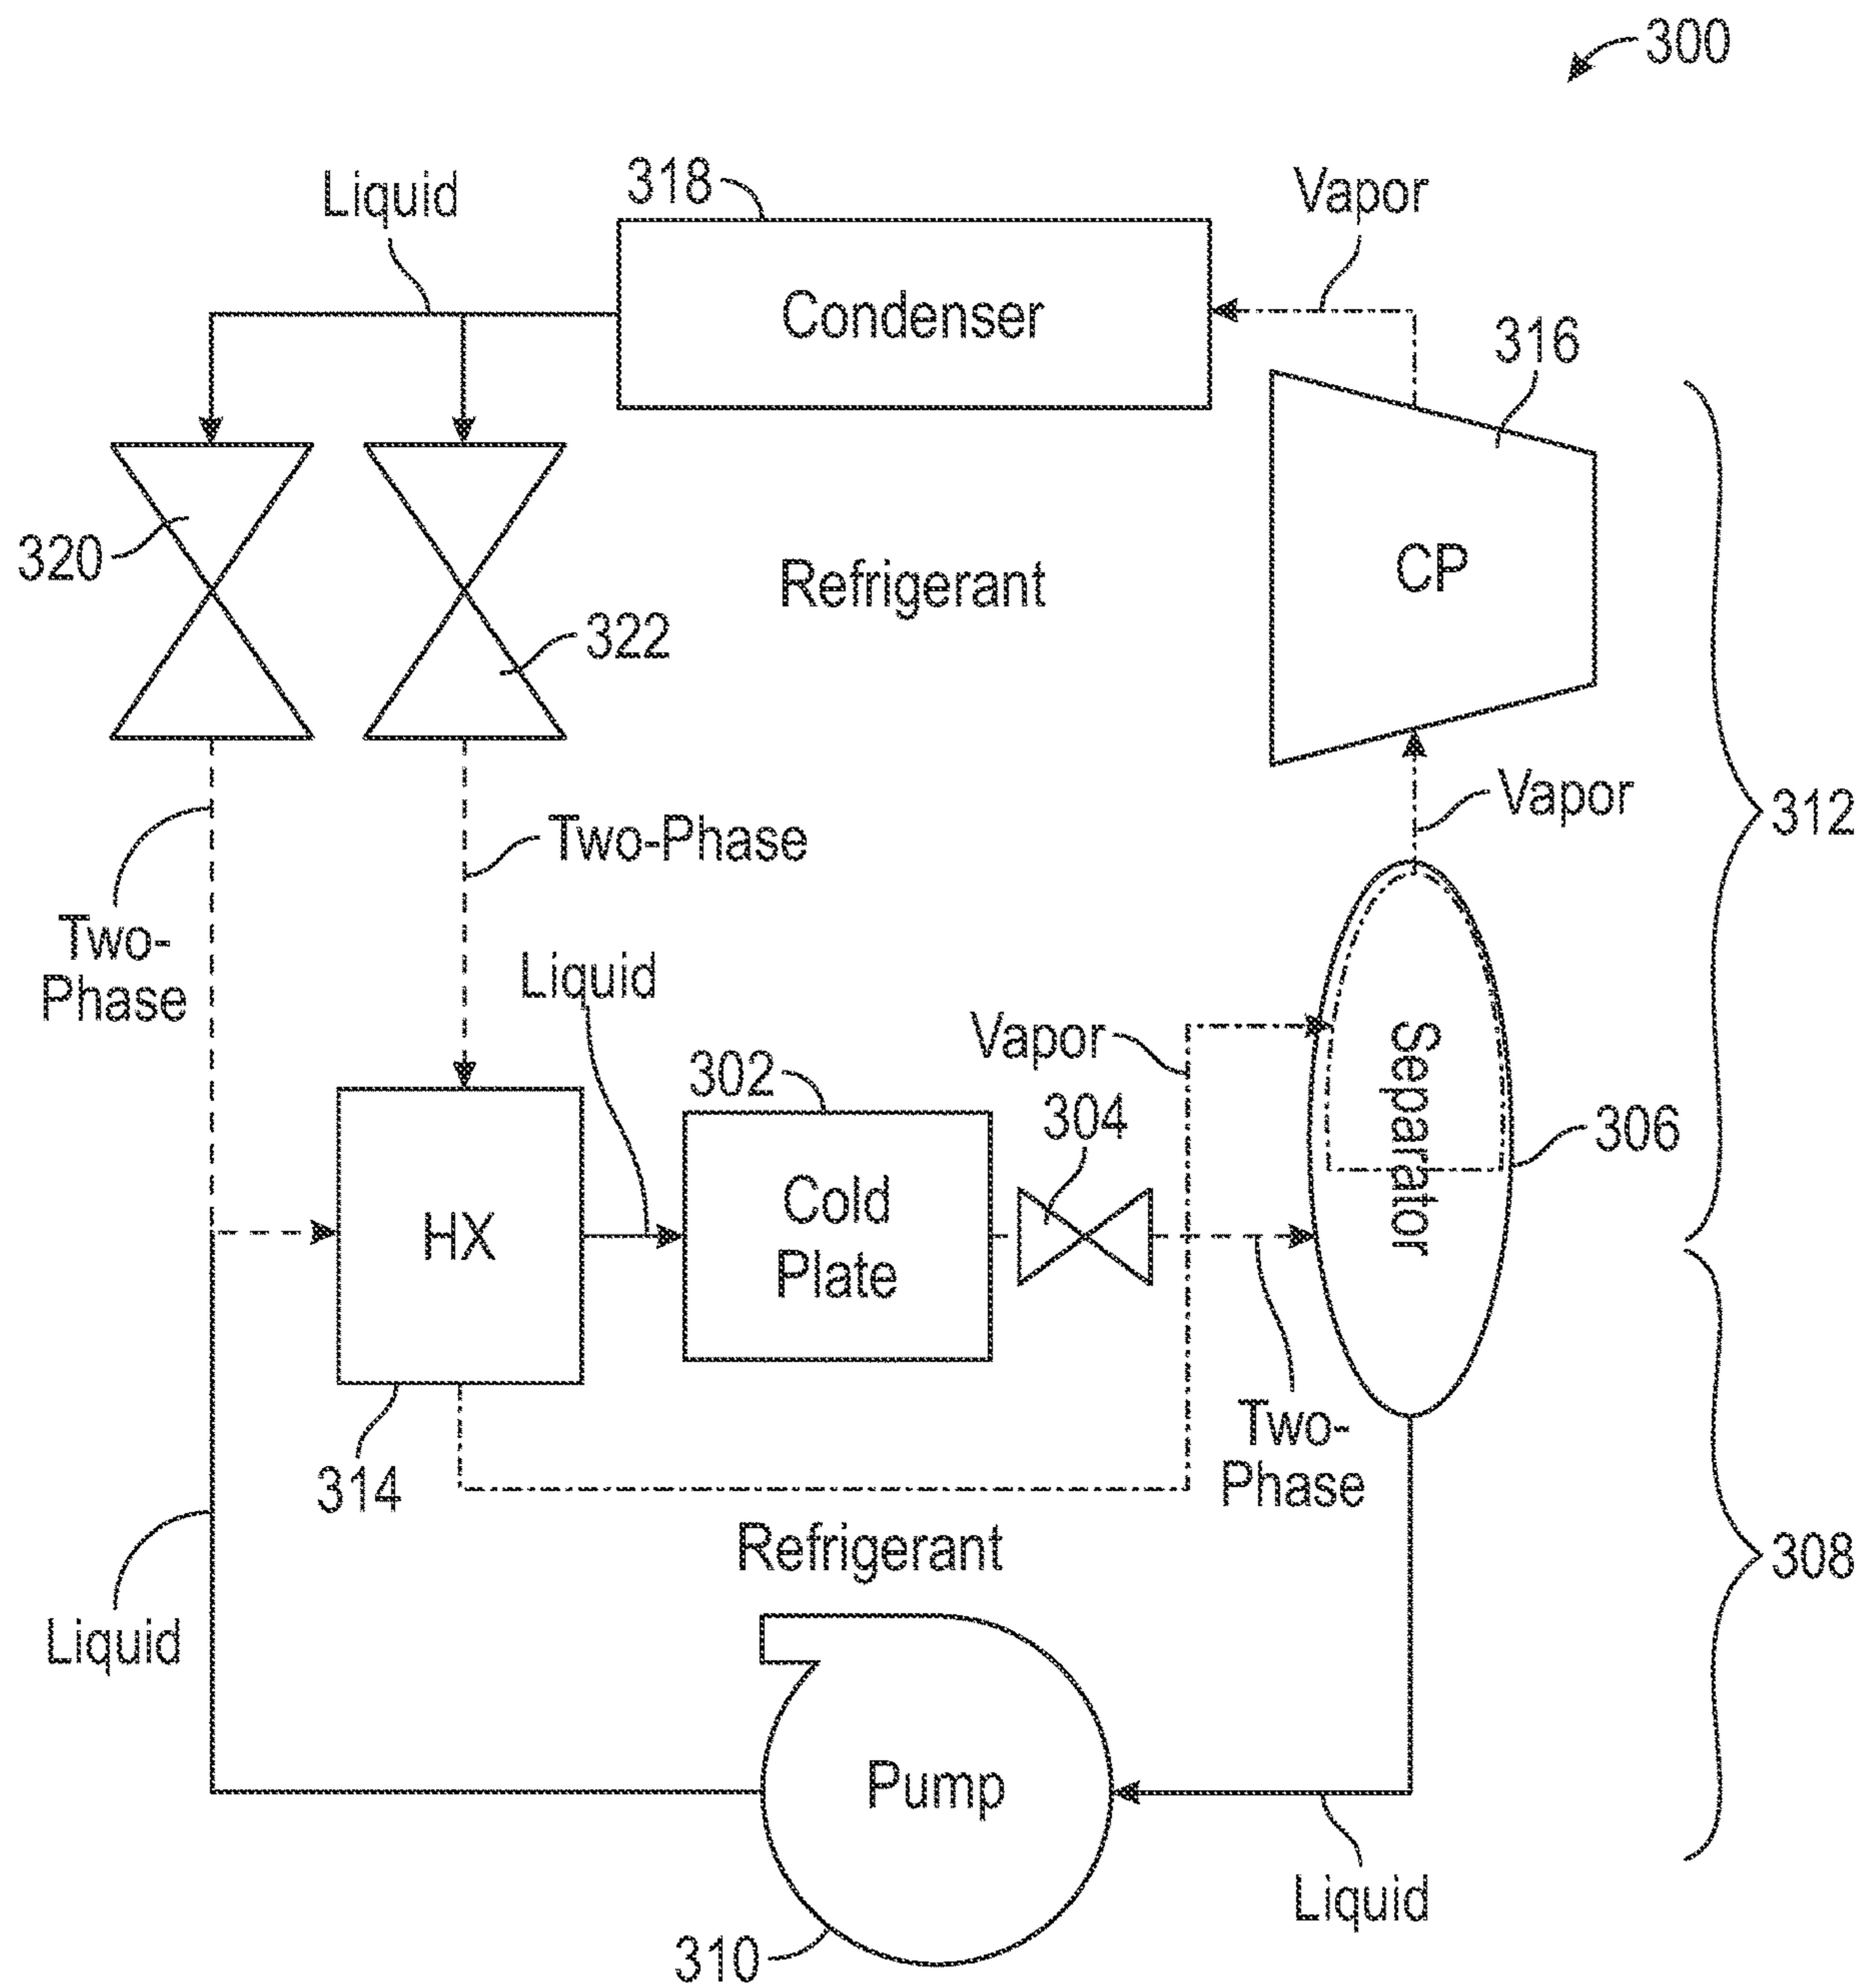 300
318
Liquid
Vapor
Condenser
316
320
Refrigerant
CP
322
312
Vapor
Two-Phase
Two-
Phase
Liquid
Vapor
302
304
Separator
306
HX
Cold
Plate
Two-
Phase
314
Refrigerant
308
Liquid
Pump
Liquid
310